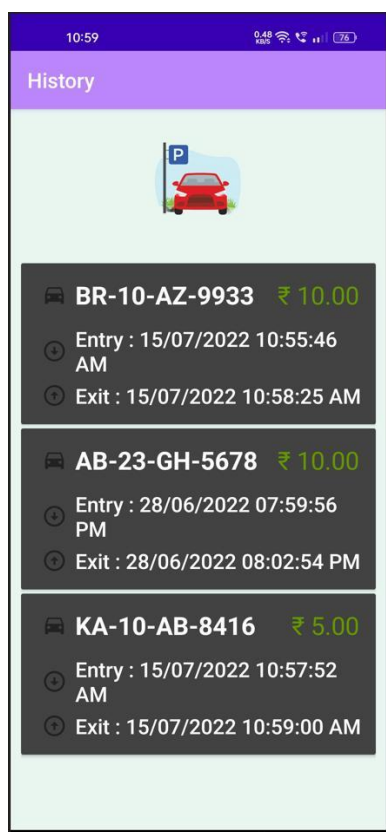 10:59
0.48
KB/S
76
History
P
BR-10-AZ-9933 ₹ 10.00
Entry : 15/07/2022 10:55:46
AM
Exit : 15/07/2022 10:58:25 AM
AB-23-GH-5678 ₹ 10.00
Entry : 28/06/2022 07:59:56
PM
Exit : 28/06/2022 08:02:54 PM
KA-10-AB-8416 ₹ 5.00
Entry : 15/07/2022 10:57:52
AM
Exit : 15/07/2022 10:59:00 AM